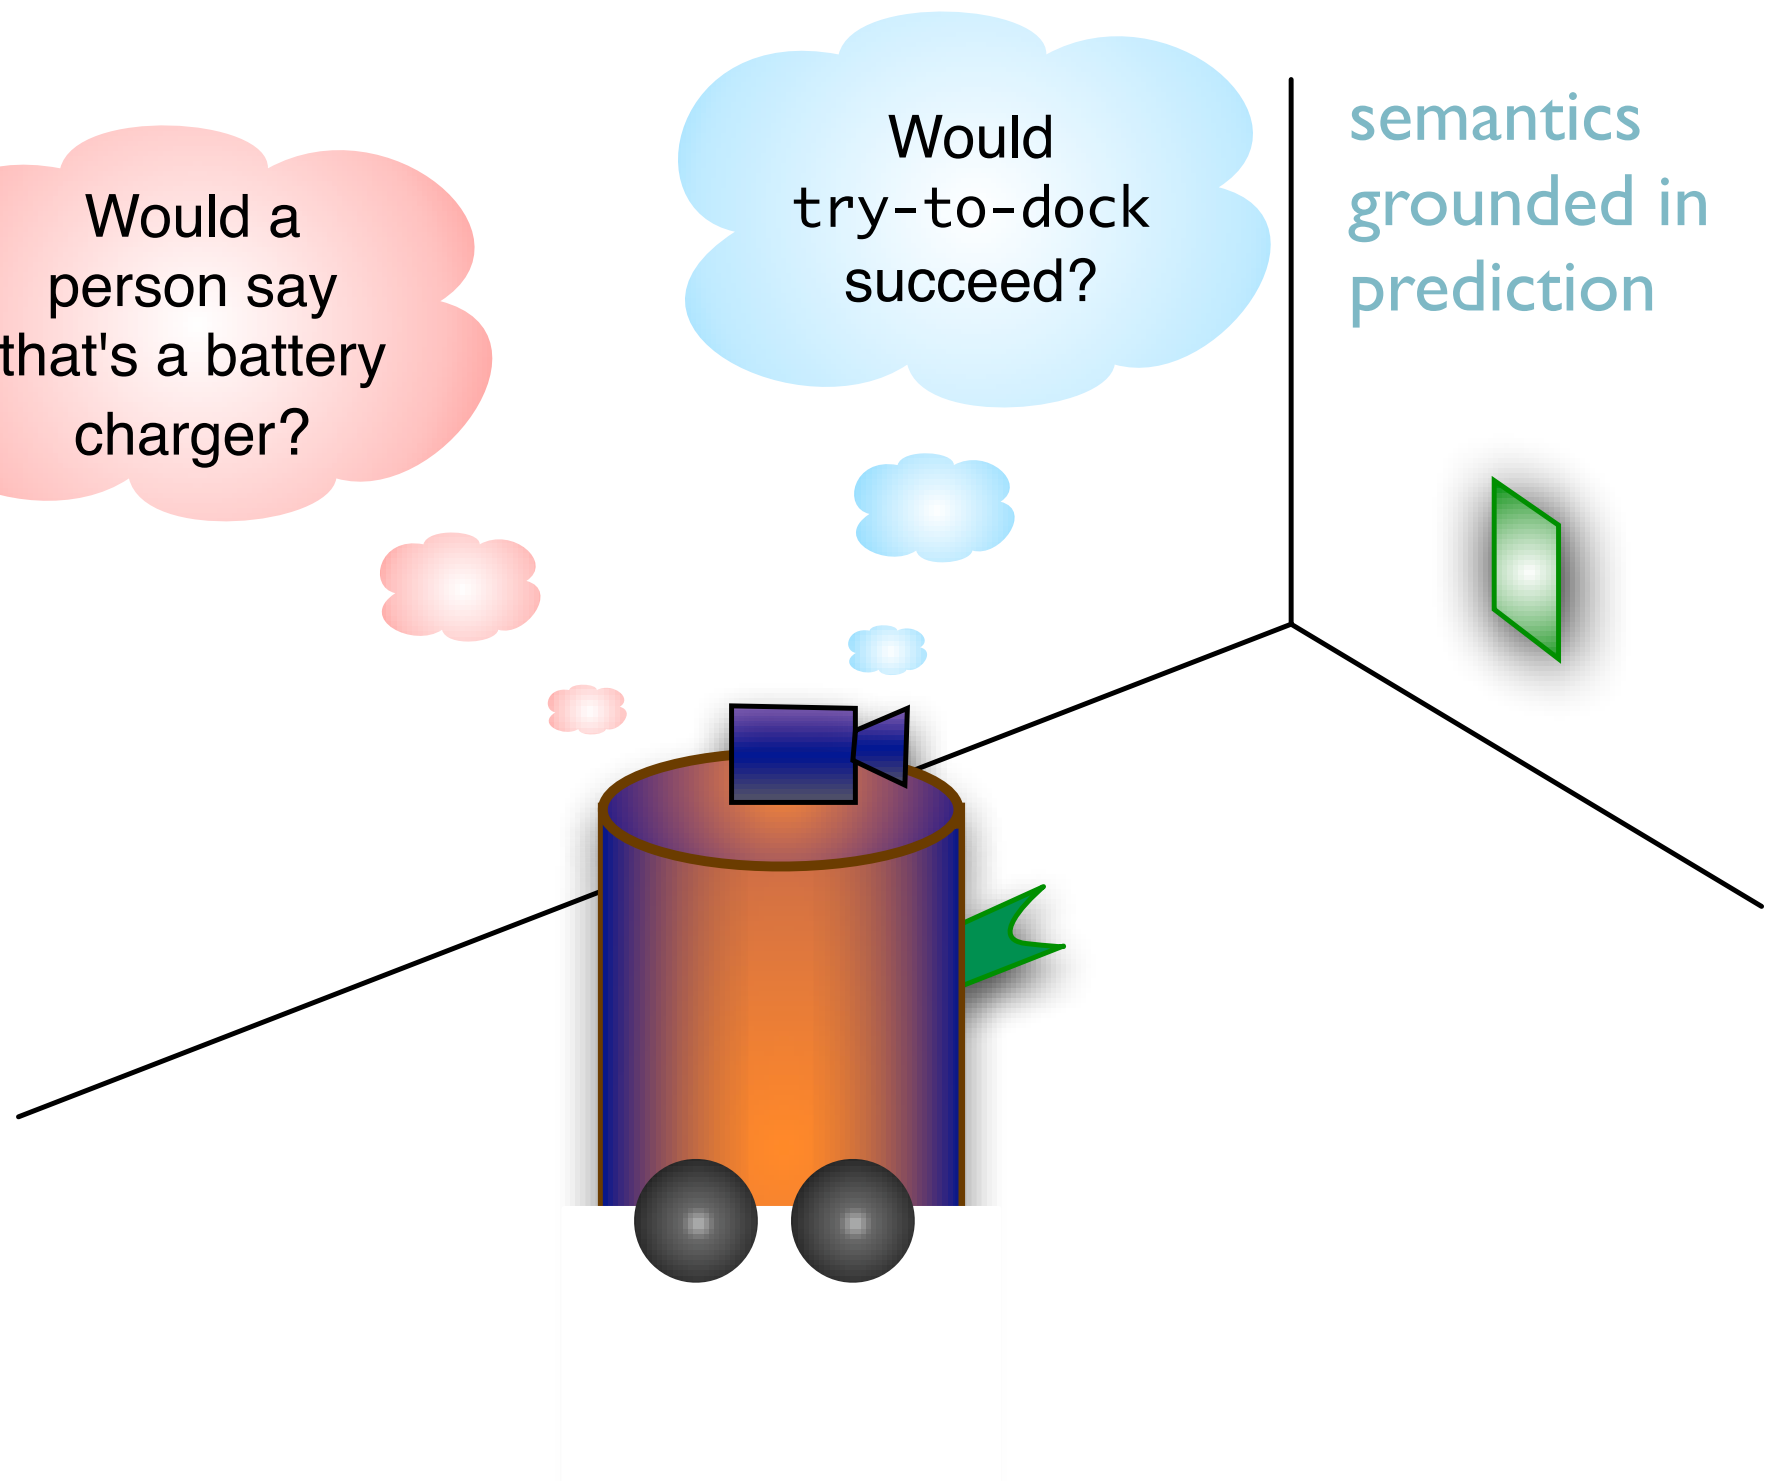 Would a
person say
that's a battery
charger?
Would
try-to-dock
succeed?
semantics
grounded in
prediction